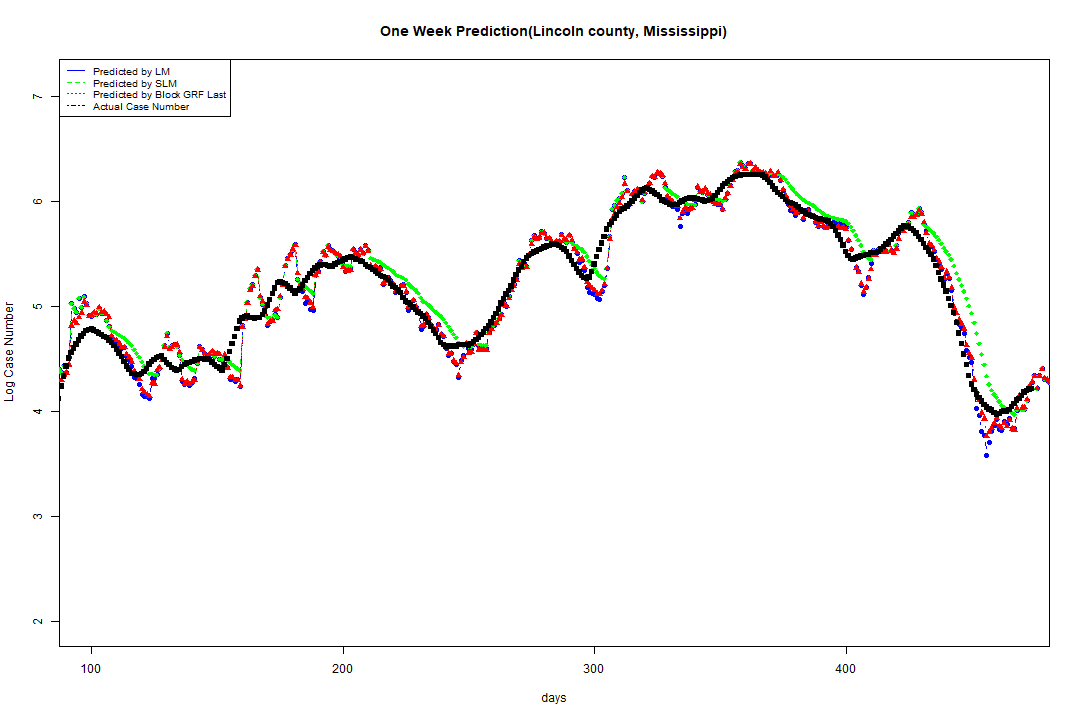 One Week Prediction(Lincoln county, Mississippi)
Predicted by LM
Predicted by SLM
Predicted by Block GRF Last
Actual Case Number
7
6
5
4
3
2
Log Case Number
100 200 300 400
days